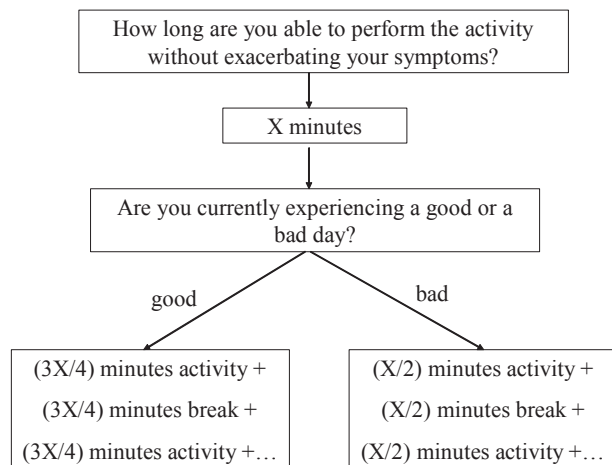 How long are you able to perform the activity
without exacerbating your symptoms?
X minutes
Are you currently experiencing a good or a
bad day?
good
bad
(3X/4) minutes activity +
(3X/4) minutes break +
(3X/4) minutes activity +…
(X/2) minutes activity +
(X/2) minutes break +
(X/2) minutes activity +…